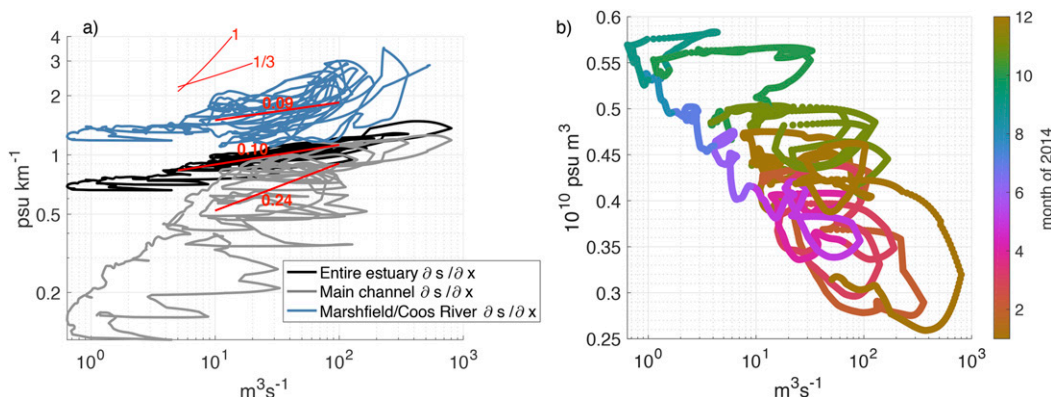 a)
4
3
2
1
0.5
0.2
psu km⁻¹
1
1/3
0.09
0.10
0.24
Entire estuary ∂ s / ∂ x
Main channel ∂ s / ∂ x
Marshfield/Coos River ∂ s / ∂ x
10⁰ 10¹ 10² 10³
m³s⁻¹
b)
0.6
0.55
0.5
0.45
0.4
0.35
0.3
0.25
10¹⁰ psu m³
10⁰ 10¹ 10² 10³
m³s⁻¹
12
10
8
6
4
2
month of 2014